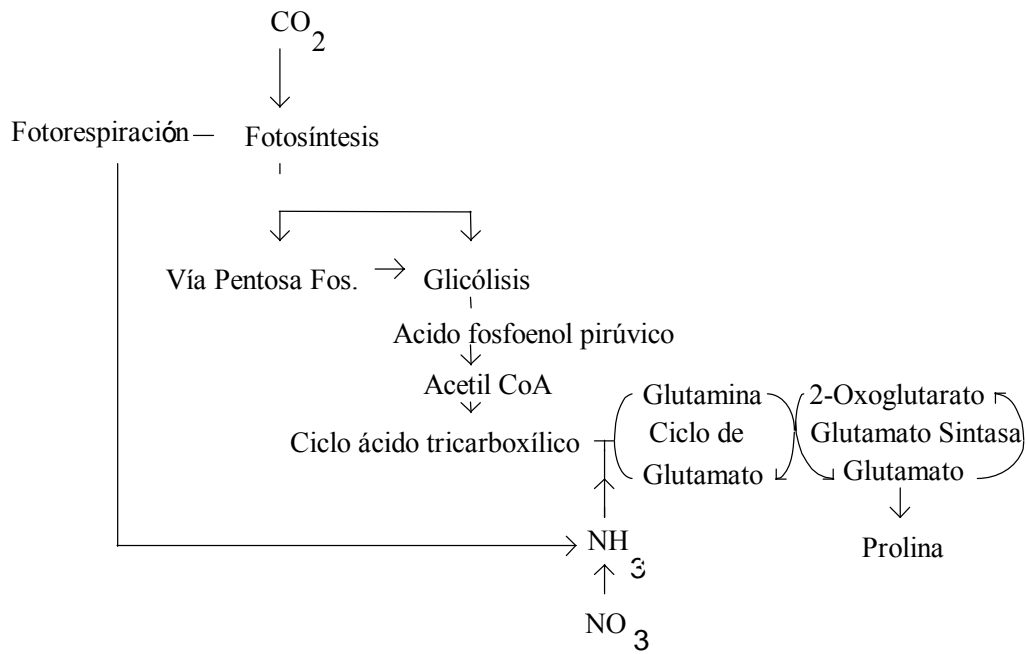 CO2
Fotorespiración Fotosíntesis
Vía Pentosa Fos. Glicólisis
Acido fosfoenol pirúvico
Acetil CoA Glutamina 2-Oxoglutarato
Ciclo ácido tricarboxílico Ciclo de Glutamato Sintasa
Glutamato Glutamato
NH3 Prolina
NO3